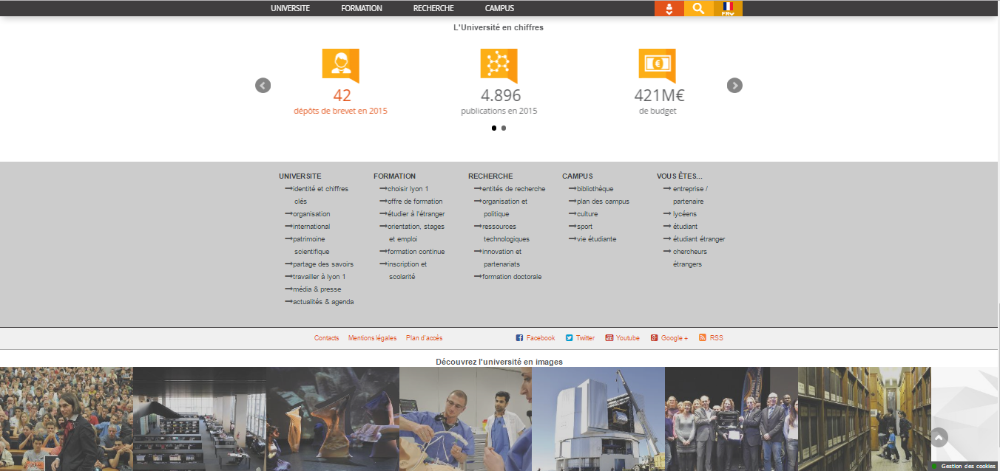 UNIVERSITE FORMATION RECHERCHE CAMPUS FR
L'Université en chiffres
42 4.896 421M€
dépôts de brevet en 2015 publications en 2015 de budget
UNIVERSITE
identité et chiffres
clés
organisation
international
patrimoine
scientifique
partage des savoirs
travailler à lyon 1
média & presse
actualités & agenda
FORMATION
choisir lyon 1
offre de formation
étudier à l'étranger
orientation, stages
et emploi
formation continue
inscription et
scolarité
RECHERCHE
entités de recherche
organisation et
politique
ressources
technologiques
innovation et
partenariats
formation doctorale
CAMPUS
bibliothèque
plan des campus
culture
sport
vie étudiante
VOUS ÊTES...
entreprise /
partenaire
lycéens
étudiant
étudiant étranger
chercheurs
étrangers
Contacts Mentions légales Plan d'accès Facebook Twitter Youtube Google + RSS
Découvrez l'université en images
Gestion des cookies